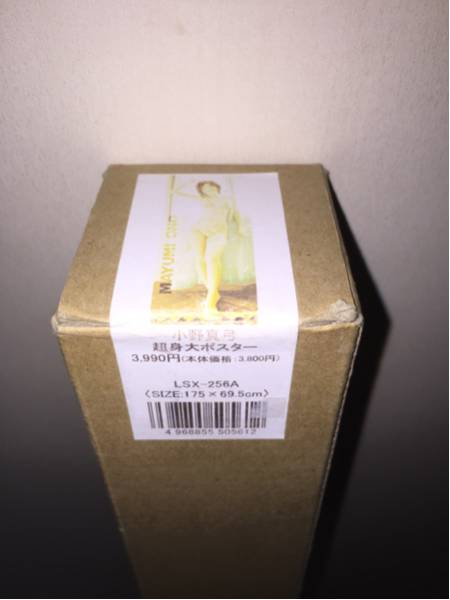 MAYUMI ONO
小野真弓
超身大ポスター
3,990円(本体価格:3,800円)
LSX-256A
(SIZE:175×69.5cm)
4 968855 505612